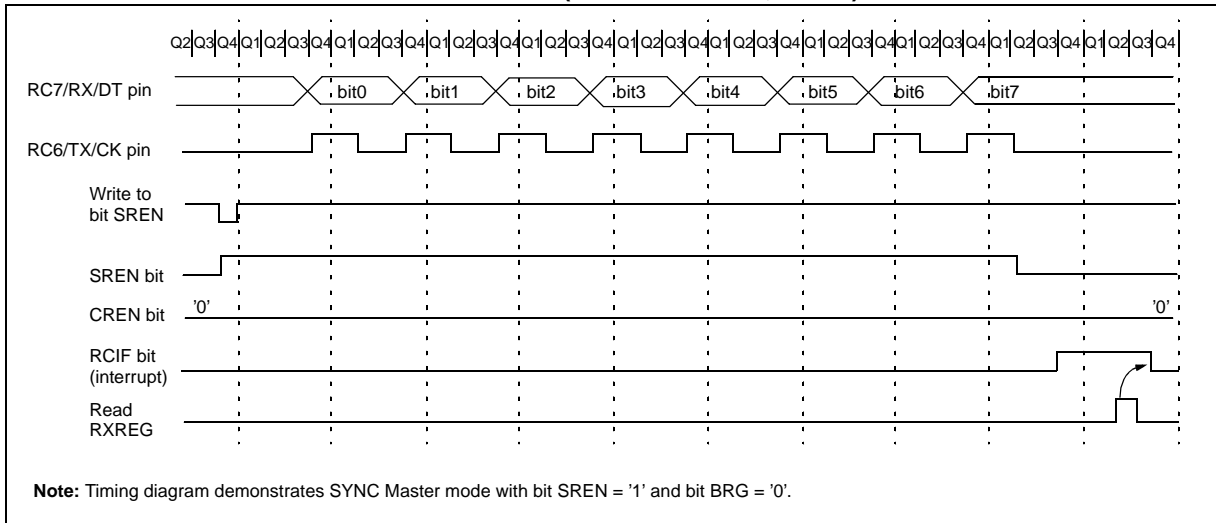 Q2 Q3 Q4 Q1 Q2 Q3 Q4 Q1 Q2 Q3 Q4 Q1 Q2 Q3 Q4 Q1 Q2 Q3 Q4 Q1 Q2 Q3 Q4 Q1 Q2 Q3 Q4 Q1 Q2 Q3 Q4 Q1 Q2 Q3 Q4 Q1 Q2 Q3 Q4 Q1 Q2 Q3 Q4
RC7/RX/DT pin bit0 bit1 bit2 bit3 bit4 bit5 bit6 bit7
RC6/TX/CK pin
Write to
bit SREN
SREN bit
CREN bit '0' '0'
RCIF bit
(interrupt)
Read
RXREG
Note: Timing diagram demonstrates SYNC Master mode with bit SREN = '1' and bit BRG = '0'.